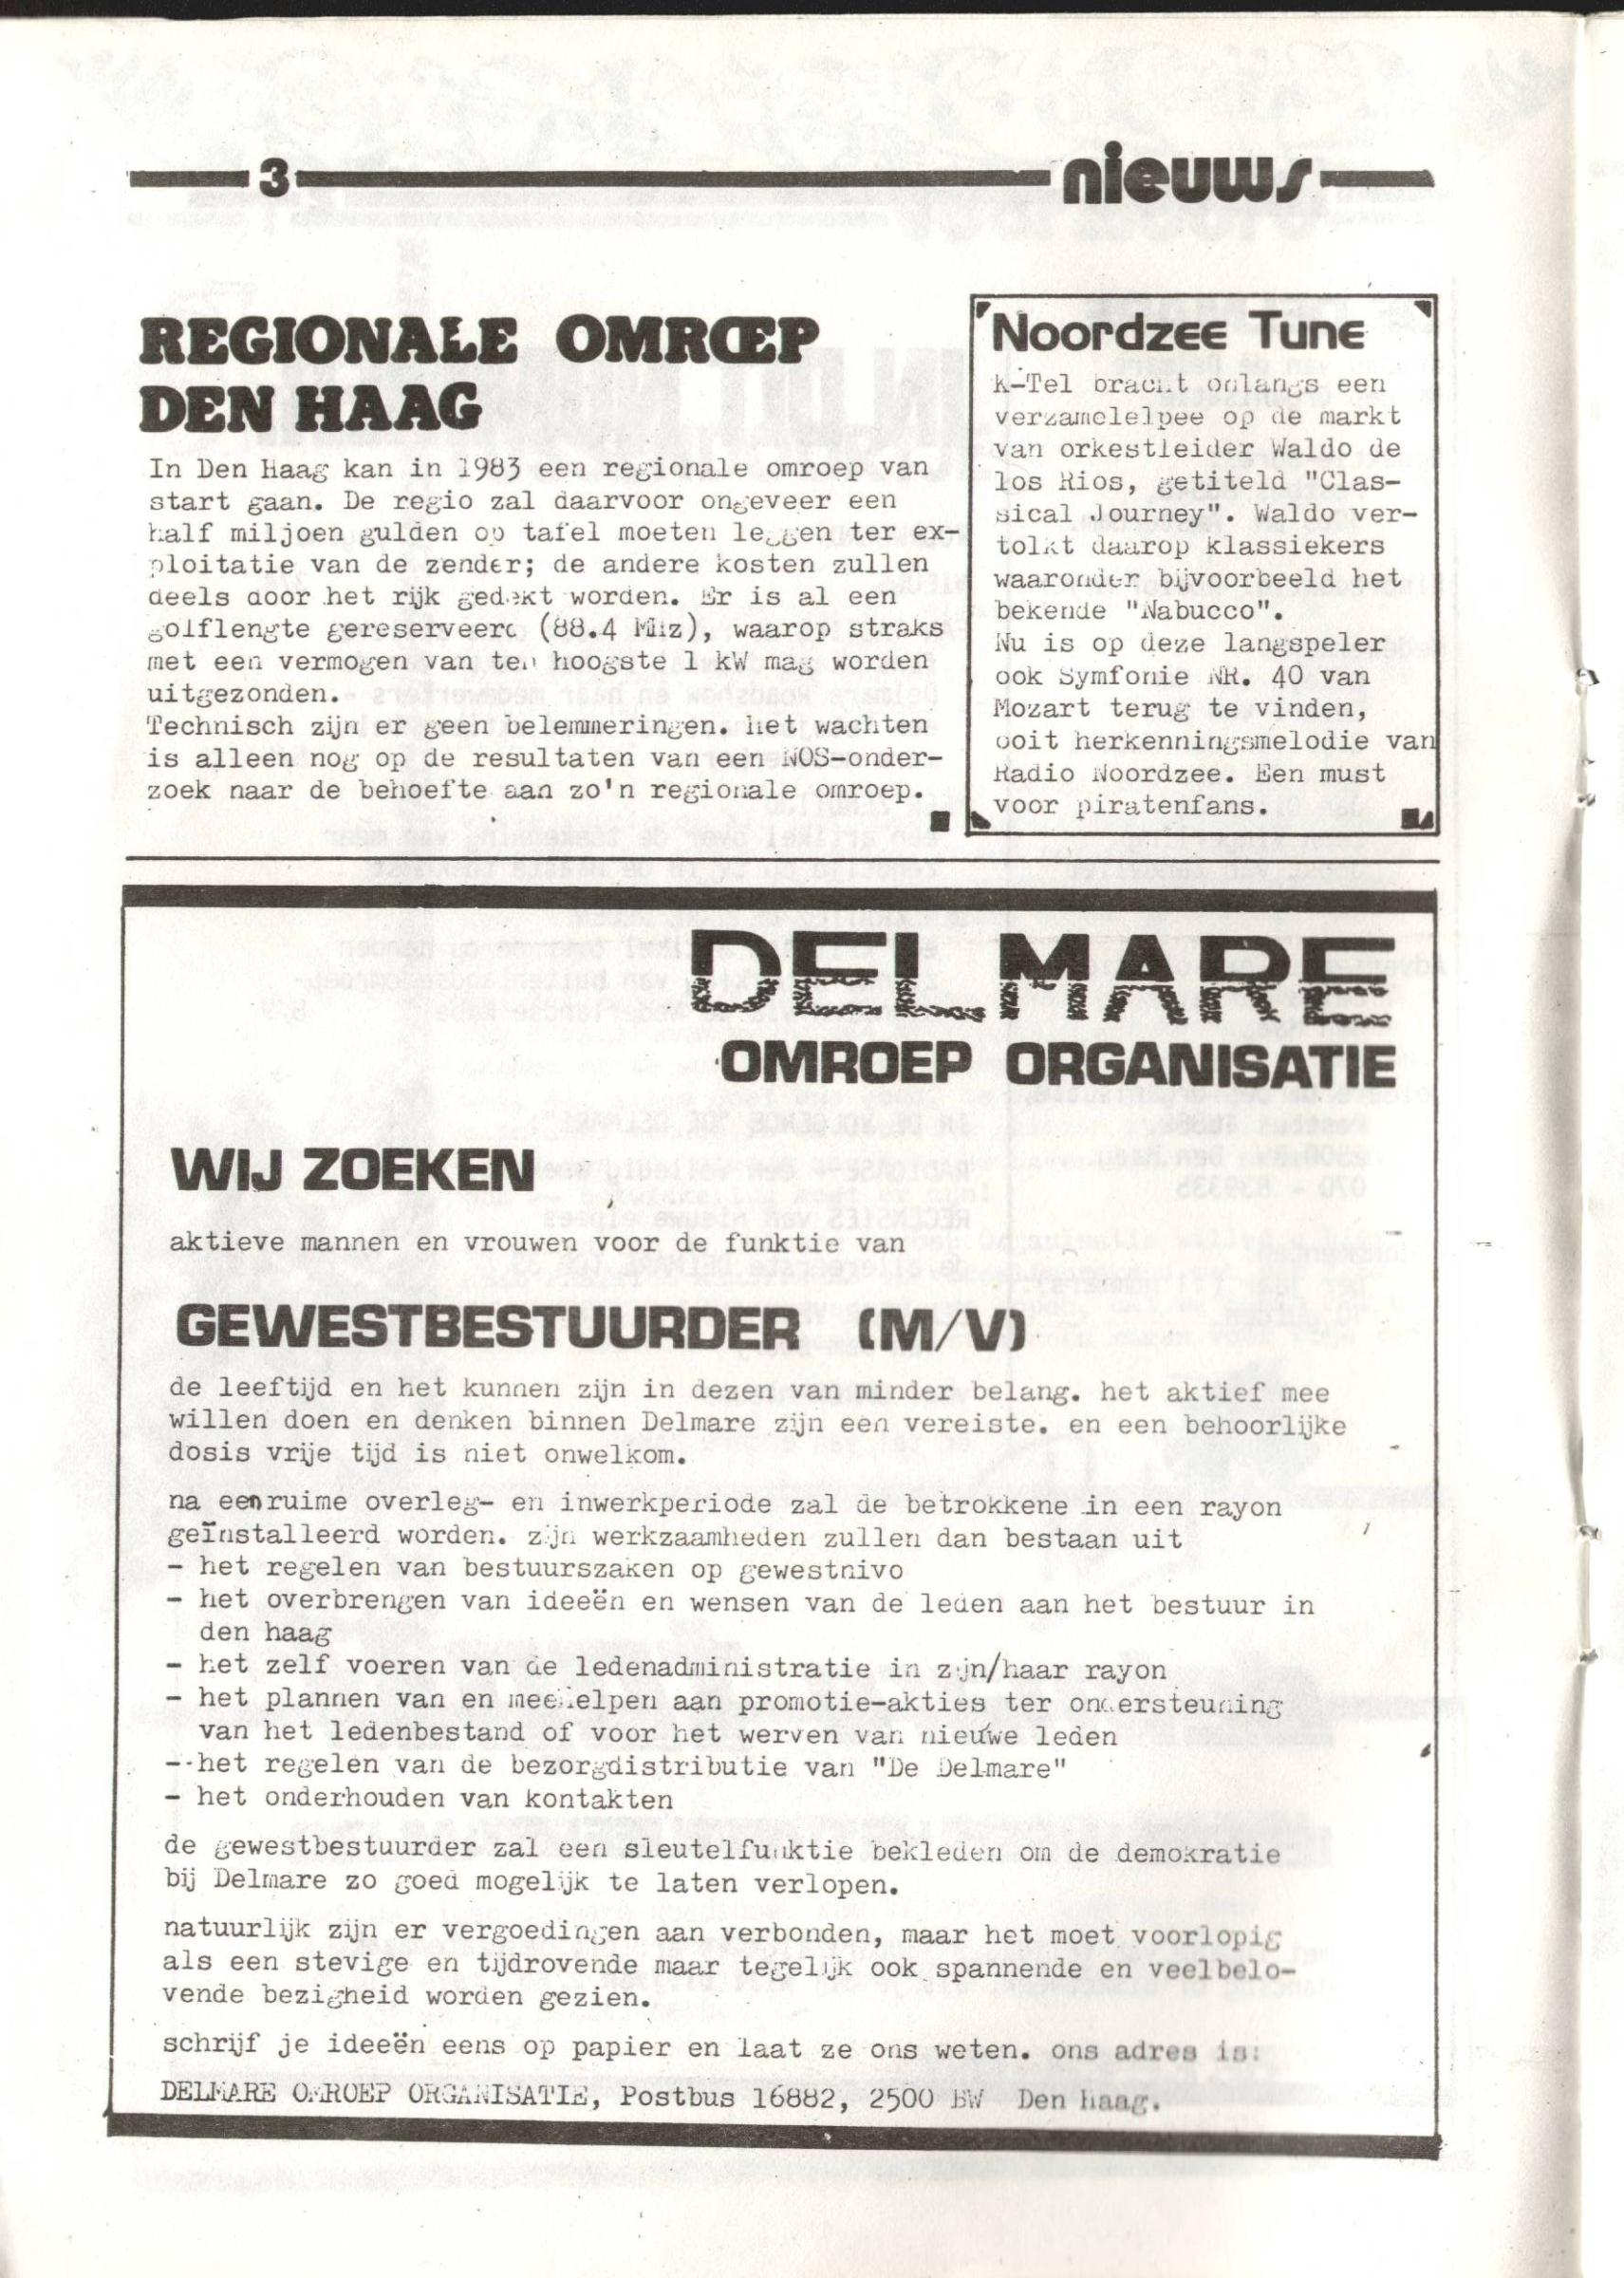 3
nieuws
REGIONALE OMROEP
DEN HAAG
In Den Haag kan in 1983 een regionale omroep van
start gaan. De regio zal daarvoor ongeveer een
half miljoen gulden op tafel moeten leggen ter ex-
ploitatie van de zender; de andere kosten zullen
deels door het rijk gedekt worden. Er is al een
golflengte gereserveerd (88.4 MHz), waarop straks
met een vermogen van ten hoogste 1 kW mag worden
uitgezonden.
Technisch zijn er geen belemmeringen. het wachten
is alleen nog op de resultaten van een NOS-onder-
zoek naar de behoefte aan zo'n regionale omroep.
Noordzee Tune
K-Tel bracht onlangs een
verzamelelpee op de markt
van orkestleider Waldo de
los Rios, getiteld "Clas-
sical Journey". Waldo ver-
tolkt daarop klassiekers
waaronder bijvoorbeeld het
bekende "Nabucco".
Nu is op deze langspeler
ook Symfonie NR. 40 van
Mozart terug te vinden,
ooit herkenningsmelodie van
Radio Noordzee. Een must
voor piratenfans.
DELMARE
OMROEP ORGANISATIE
WIJ ZOEKEN
aktieve mannen en vrouwen voor de funktie van
GEWESTBESTUURDER (M/V)
de leeftijd en het kunnen zijn in dezen van minder belang. het aktief mee
willen doen en denken binnen Delmare zijn een vereiste. en een behoorlijke
dosis vrije tijd is niet onwelkom.
na een ruime overleg- en inwerkperiode zal de betrokkene in een rayon
geïnstalleerd worden. zijn werkzaamheden zullen dan bestaan uit
- het regelen van bestuurszaken op gewestnivo
- het overbrengen van ideeën en wensen van de leden aan het bestuur in
den haag
- het zelf voeren van de ledenadministratie in zijn/haar rayon
- het plannen van en meehelpen aan promotie-akties ter ondersteuning
van het ledenbestand of voor het werven van nieuwe leden
- het regelen van de bezorgdistributie van "De Delmare"
- het onderhouden van kontakten
de gewestbestuurder zal een sleutelfunktie bekleden om de demokratie
bij Delmare zo goed mogelijk te laten verlopen.
natuurlijk zijn er vergoedingen aan verbonden, maar het moet voorlopig
als een stevige en tijdrovende maar tegelijk ook spannende en veelbelo-
vende bezigheid worden gezien.
schrijf je ideeën eens op papier en laat ze ons weten. ons adres is:
DELMARE OMROEP ORGANISATIE, Postbus 16882, 2500 BW Den haag.